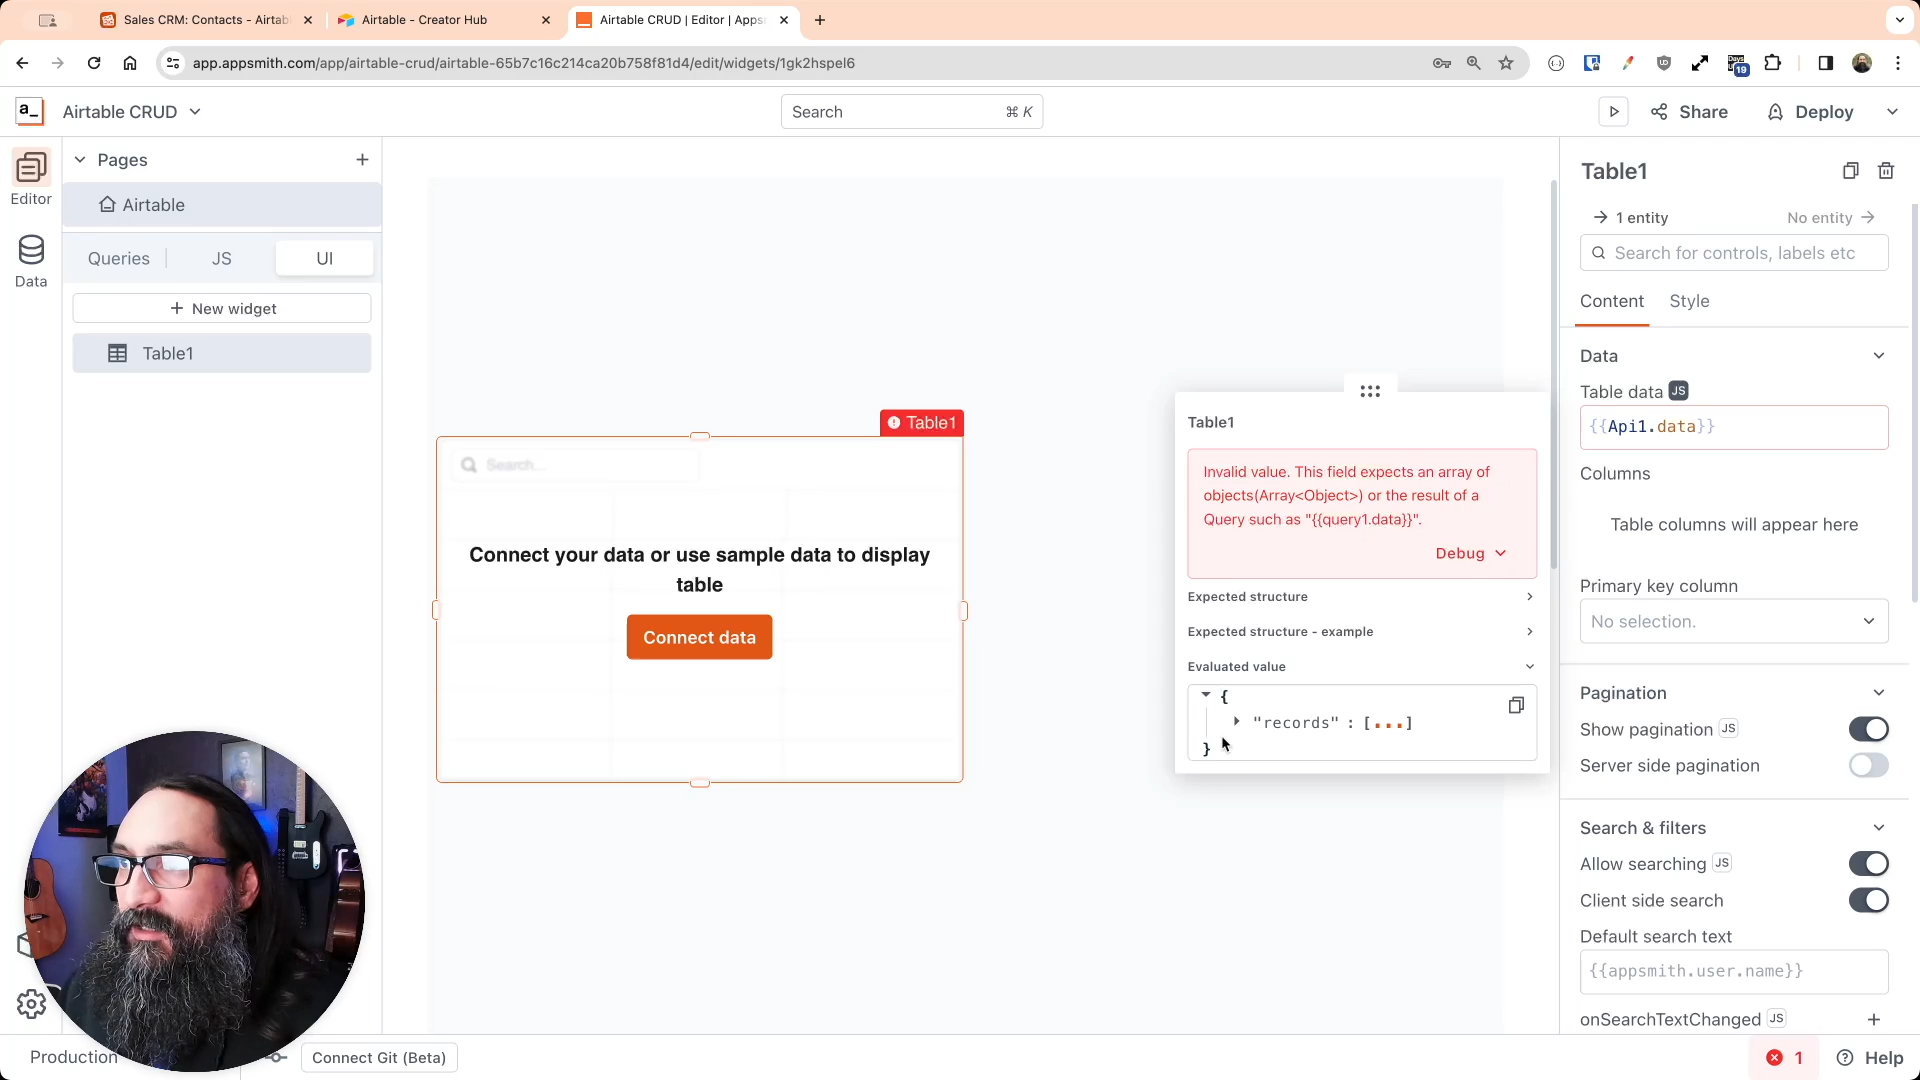 Sales CRM: Contacts - Airtab
Airtable - Creator Hub
Airtable CRUD | Editor | Apps
app.appsmith.com/app/airtable-crud/airtable-65b7c16c214ca20b758f81d4/edit/widgets/1gk2hspel6
19
a_
Airtable CRUD
Search
⌘ K
Share
Deploy
Editor
Data
Pages
Airtable
Queries
JS
UI
New widget
Table1
Table1
Search...
Connect your data or use sample data to display
table
Connect data
Table1
Invalid value. This field expects an array of
objects(Array<Object>) or the result of a
Query such as "{{query1.data}}".
Debug
Expected structure
Expected structure - example
Evaluated value
{
"records" : [...]
}
Table1
1 entity
No entity
Search for controls, labels etc
Content
Style
Data
Table data JS
{{Api1.data}}
Columns
Table columns will appear here
Primary key column
No selection.
Pagination
Show pagination JS
Server side pagination
Search & filters
Allow searching JS
Client side search
Default search text
{{appsmith.user.name}}
onSearchTextChanged JS
Production
Connect Git (Beta)
1
Help